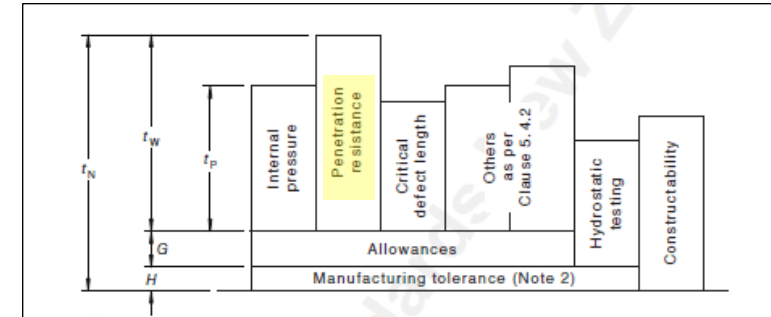 t_N
t_W
t_P
G
H
Internal
pressure
Penetration
resistance
Critical
defect length
Others
as per
Clause 5.4.2
Hydrostatic
testing
Constructability
Allowances
Manufacturing tolerance (Note 2)